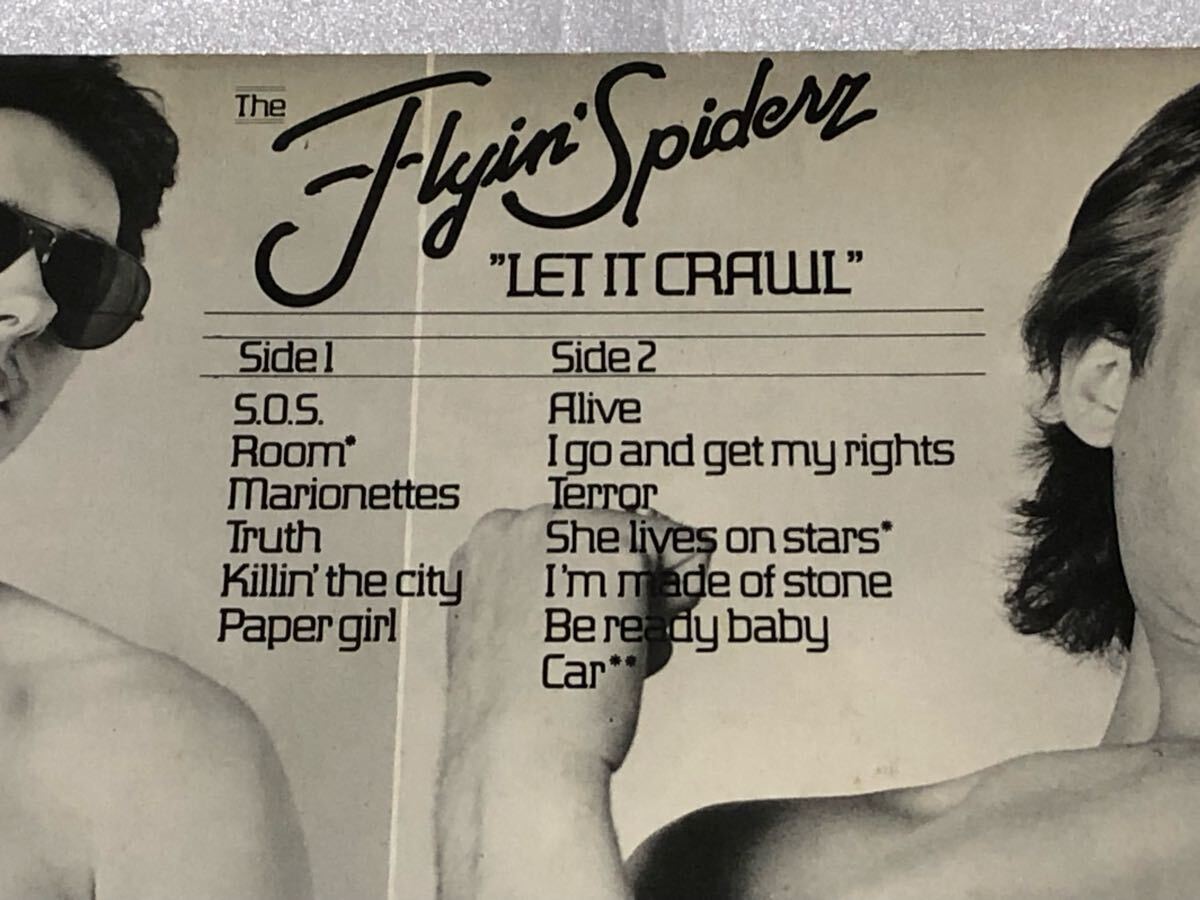 The Flyin' Spiderz
"LET IT CRAWL"
Side 1
S.O.S.
Room*
Marionettes
Truth
Killin' the city
Paper girl
Side 2
Alive
I go and get my rights
Terror
She lives on stars*
I'm made of stone
Be ready baby
Car**